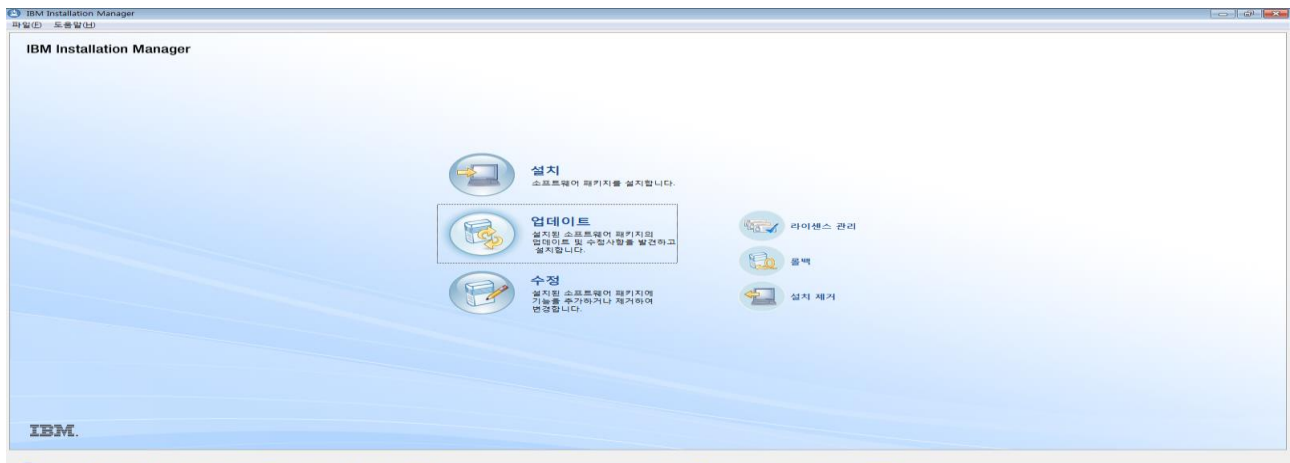 IBM Installation Manager
파일(F) 도움말(H)
IBM Installation Manager
설치
소프트웨어 패키지를 설치합니다.
업데이트
설치된 소프트웨어 패키지의
업데이트 및 수정사항을 발견하고
설치합니다.
수정
설치된 소프트웨어 패키지에
기능을 추가하거나 제거하여
변경합니다.
라이센스 관리
롤백
설치 제거
IBM.